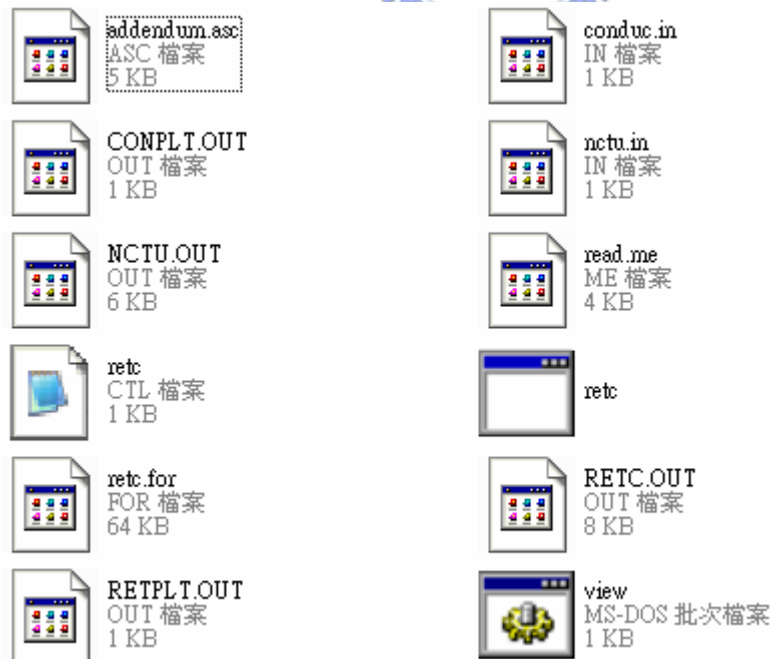 addendum.asc
ASC 檔案
5 KB
conduc.in
IN 檔案
1 KB
CONPLT.OUT
OUT 檔案
1 KB
nctu.in
IN 檔案
1 KB
NCTU.OUT
OUT 檔案
6 KB
read.me
ME 檔案
4 KB
retc
CTL 檔案
1 KB
retc
retc.for
FOR 檔案
64 KB
RETC.OUT
OUT 檔案
8 KB
RETPLT.OUT
OUT 檔案
1 KB
view
MS-DOS 批次檔案
1 KB